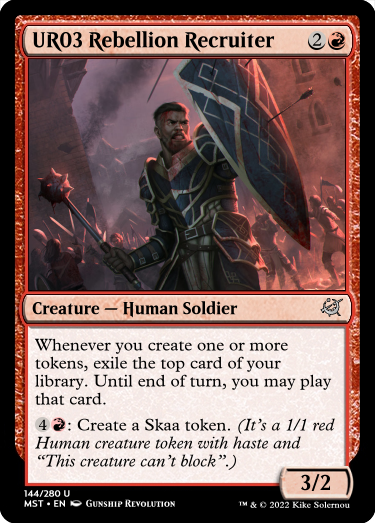 UR03 Rebellion Recruiter 2
Creature — Human Soldier
Whenever you create one or more
tokens, exile the top card of your
library. Until end of turn, you may play
that card.
4 : Create a Skaa token. (It's a 1/1 red
Human creature token with haste and
“This creature can't block”.)
3/2
144/280 U
MST • EN Gunship Revolution
™ & © 2022 Kike Solernou